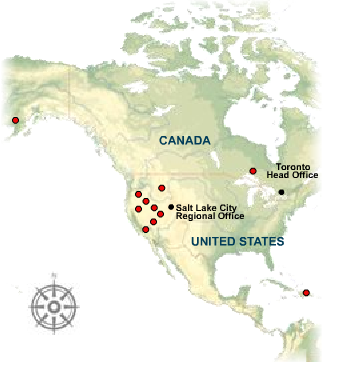 N
CANADA
Toronto
Head Office
Salt Lake City
Regional Office
UNITED STATES